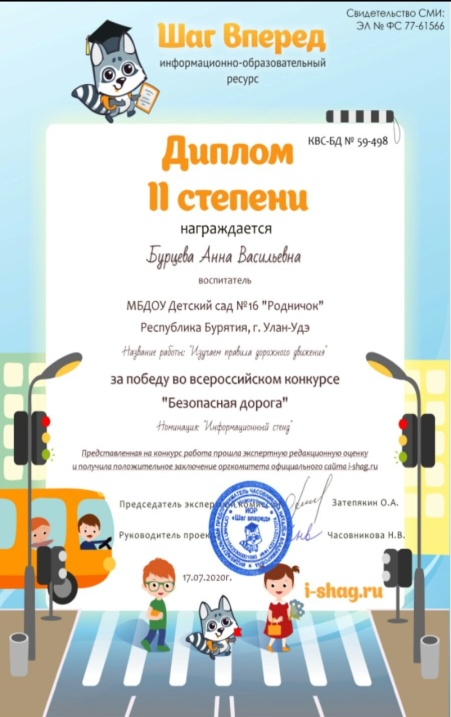 Свидетельство СМИ:
ЭЛ № ФС 77-61566
Шаг Вперед
информационно-образовательный
ресурс
КВС-БД № 59-498
Диплом
II степени
награждается
Бурцева Анна Васильевна
воспитатель
МБДОУ Детский сад №16 "Родничок"
Республика Бурятия, г. Улан-Удэ
Название работы: "Изучаем правила дорожного движения"
за победу во всероссийском конкурсе
"Безопасная дорога"
Номинация: "Информационный стенд"
Представленная на конкурс работа прошла экспертную редакционную оценку
и получила положительное заключение оргкомитета официального сайта i-shag.ru
Председатель эксперт Затепякин О.А.
ИОР
«Шаг вперед»
Руководитель проек Часовникова Н.В.
17.07.2020г.
i-shag.ru